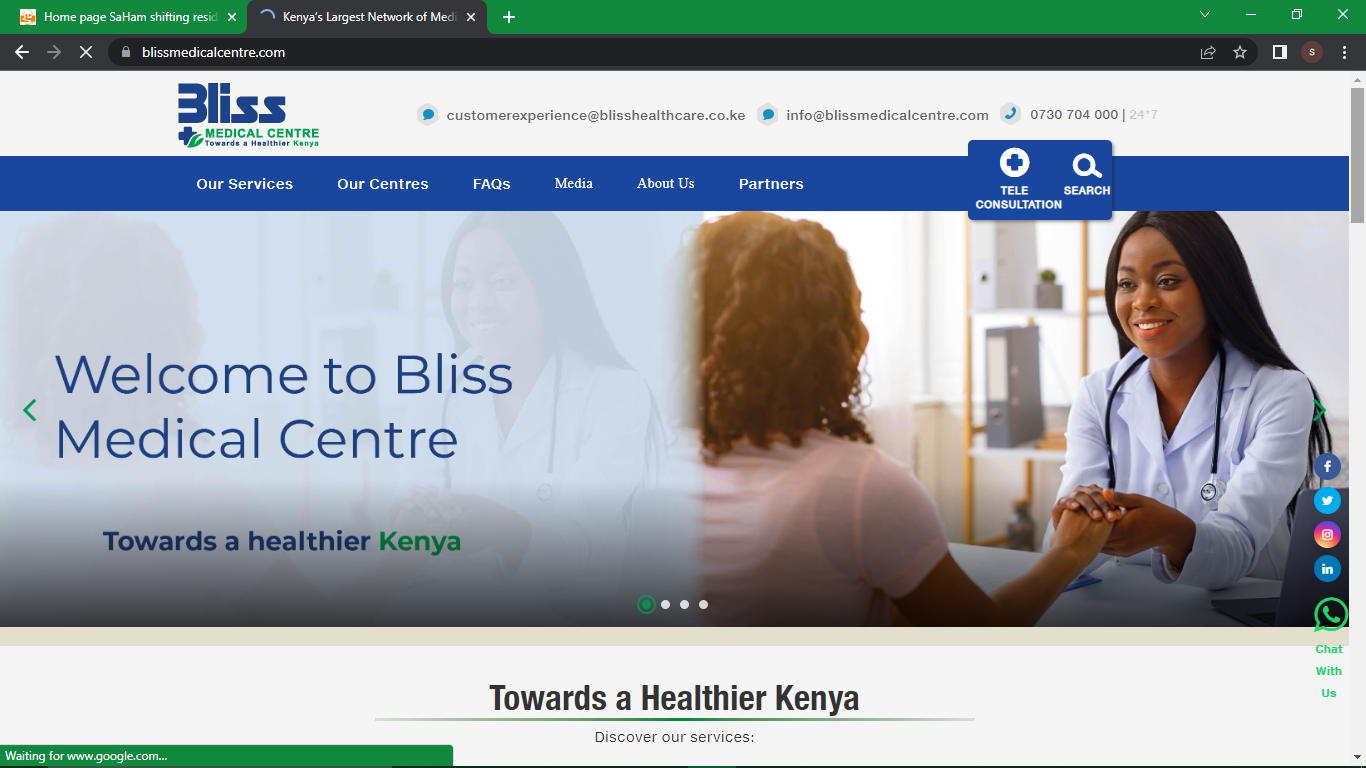 Home page SaHam shifting resid
Kenya's Largest Network of Medi
blissmedicalcentre.com
S
Bliss
MEDICAL CENTRE
Towards a Healthier Kenya
customerexperience@blisshealthcare.co.ke
info@blissmedicalcentre.com
0730 704 000 | 24*7
Our Services
Our Centres
FAQs
Media
About Us
Partners
TELE
CONSULTATION
SEARCH
Welcome to Bliss
Medical Centre
Towards a healthier Kenya
Chat
With
Us
Towards a Healthier Kenya
Discover our services:
Waiting for www.google.com...